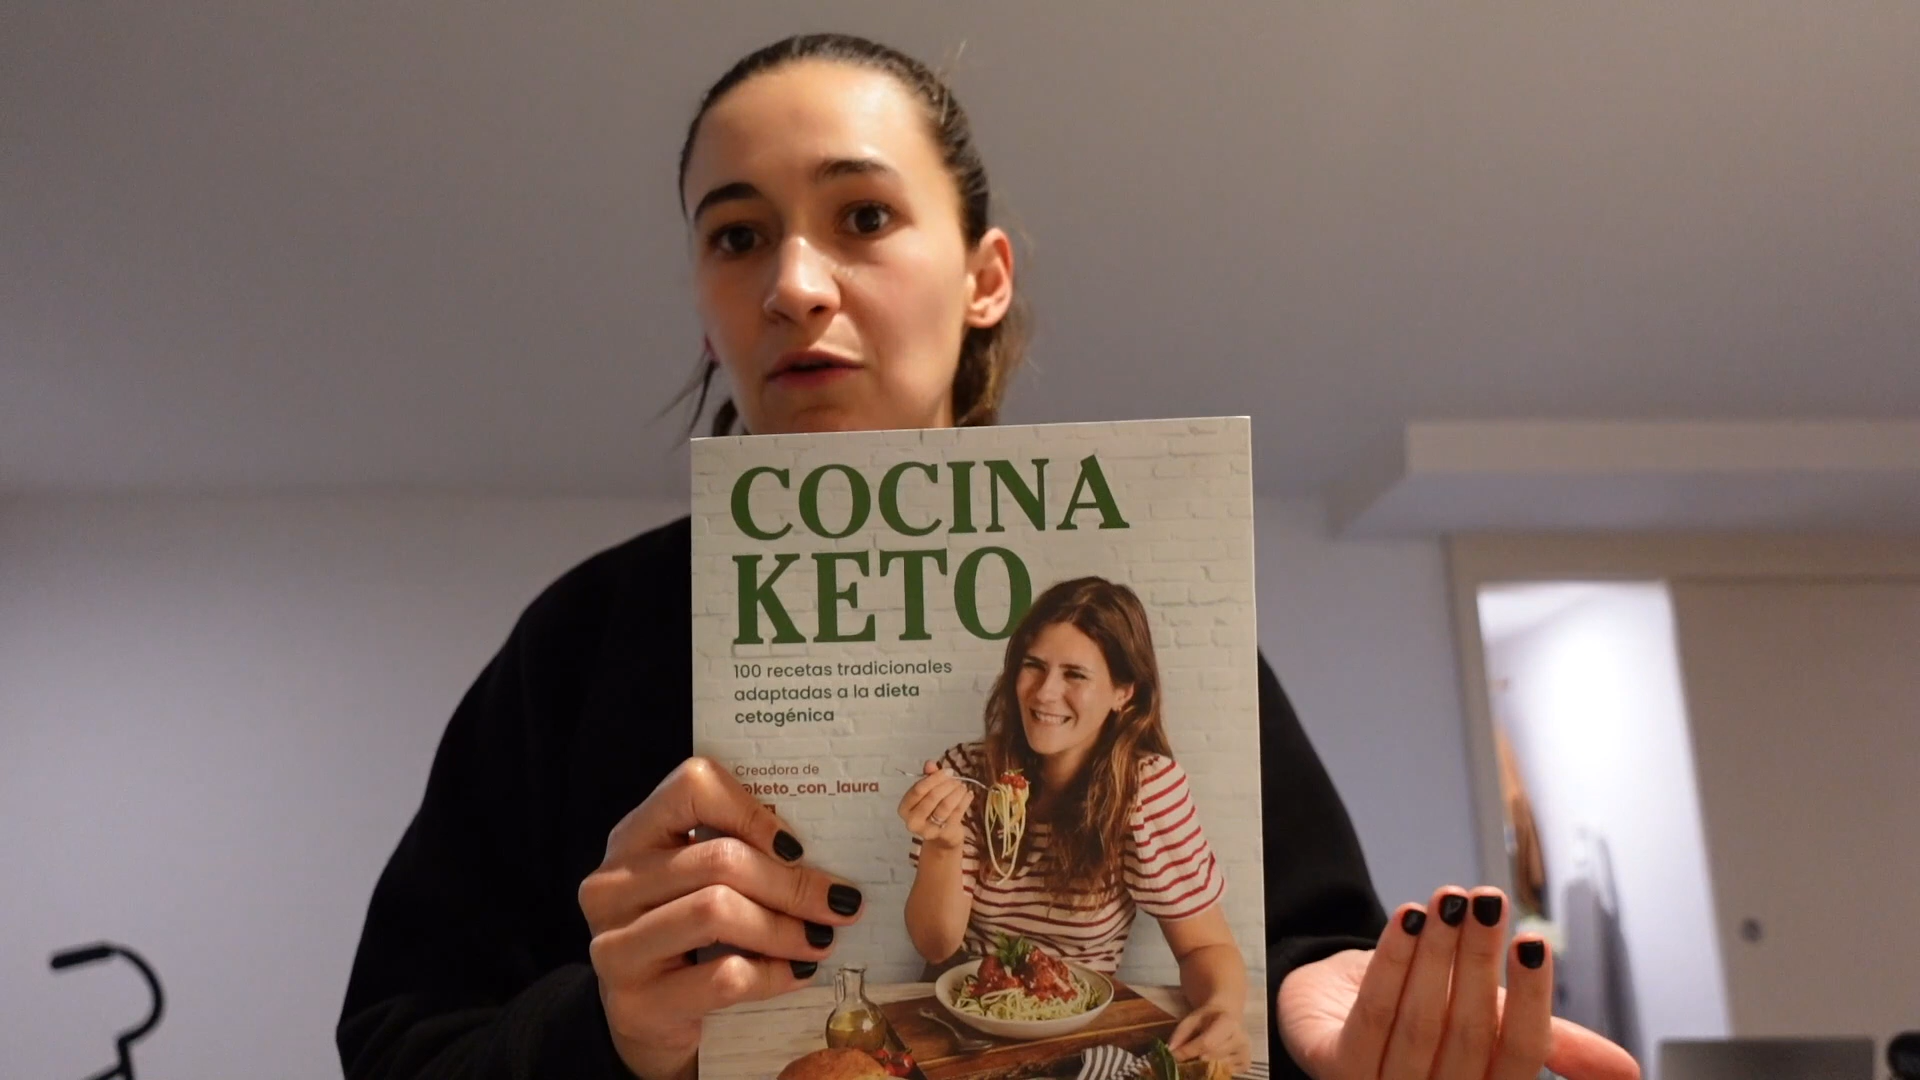 COCINA
KETO
100 recetas tradicionales
adaptadas a la dieta
cetogénica
Creadora de
@keto_con_laura